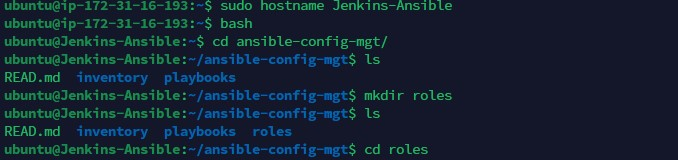 ubuntu@ip-172-31-16-193:~$ sudo hostname Jenkins-Ansible
ubuntu@ip-172-31-16-193:~$ bash
ubuntu@Jenkins-Ansible:~$ cd ansible-config-mgt/
ubuntu@Jenkins-Ansible:~/ansible-config-mgt$ ls
READ.md  inventory  playbooks
ubuntu@Jenkins-Ansible:~/ansible-config-mgt$ mkdir roles
ubuntu@Jenkins-Ansible:~/ansible-config-mgt$ ls
READ.md  inventory  playbooks  roles
ubuntu@Jenkins-Ansible:~/ansible-config-mgt$ cd roles